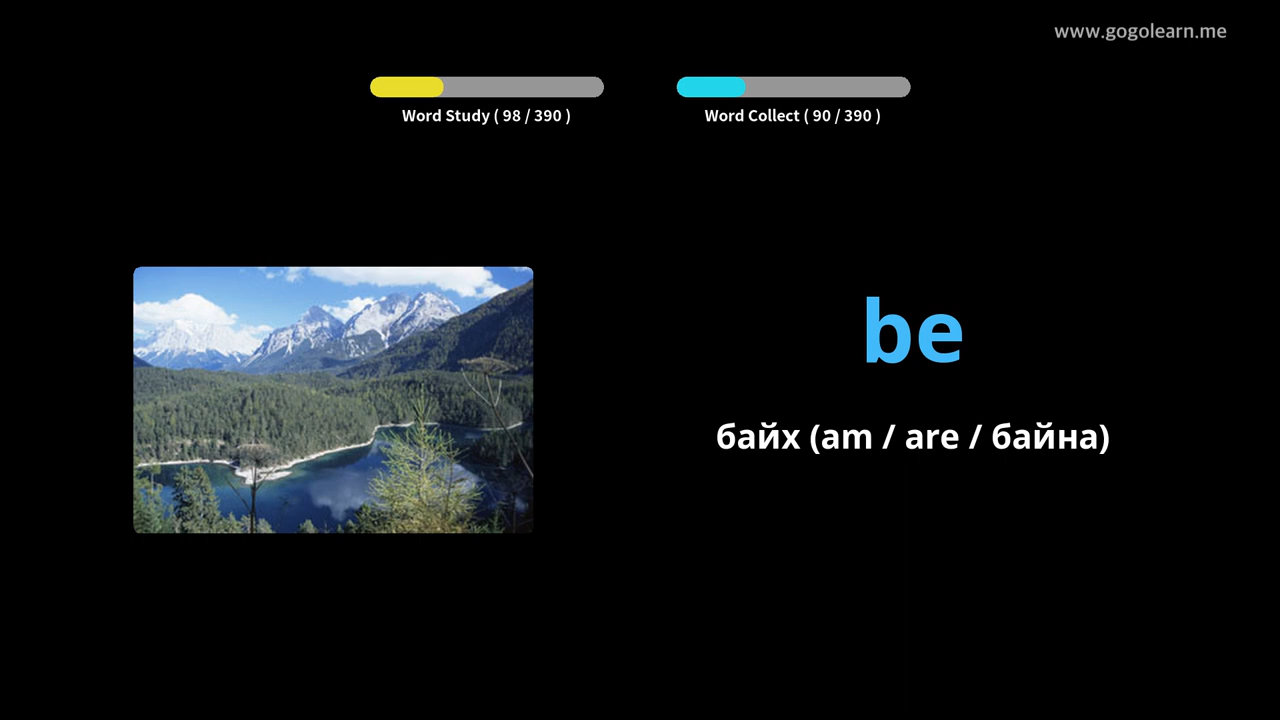 www.gogolearn.me
Word Study ( 98 / 390 )
Word Collect ( 90 / 390 )
be
байх (am / are / байна)